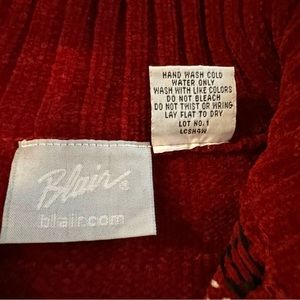 HAND WASH COLD
WATER ONLY
WASH WITH LIKE COLORS
DO NOT BLEACH
DO NOT TWIST OR WRING
LAY FLAT TO DRY
LOT NO. 1
LCSH4W
Blair®
blair.com